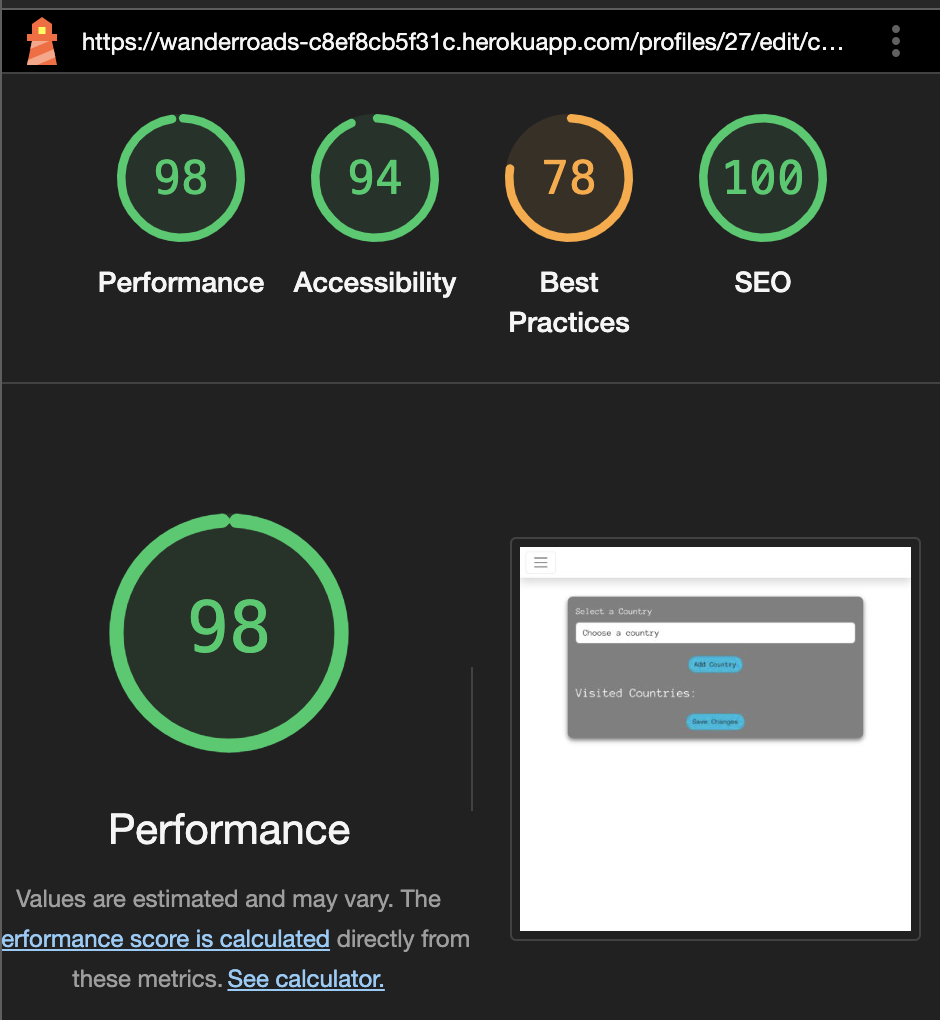 https://wanderroads-c8ef8cb5f31c.herokuapp.com/profiles/27/edit/c…
98
94
78
100
Performance
Accessibility
Best
Practices
SEO
98
Performance
Values are estimated and may vary. The
erformance score is calculated directly from
these metrics. See calculator.
Select a Country
Choose a country
Add Country
Visited Countries:
Save Changes